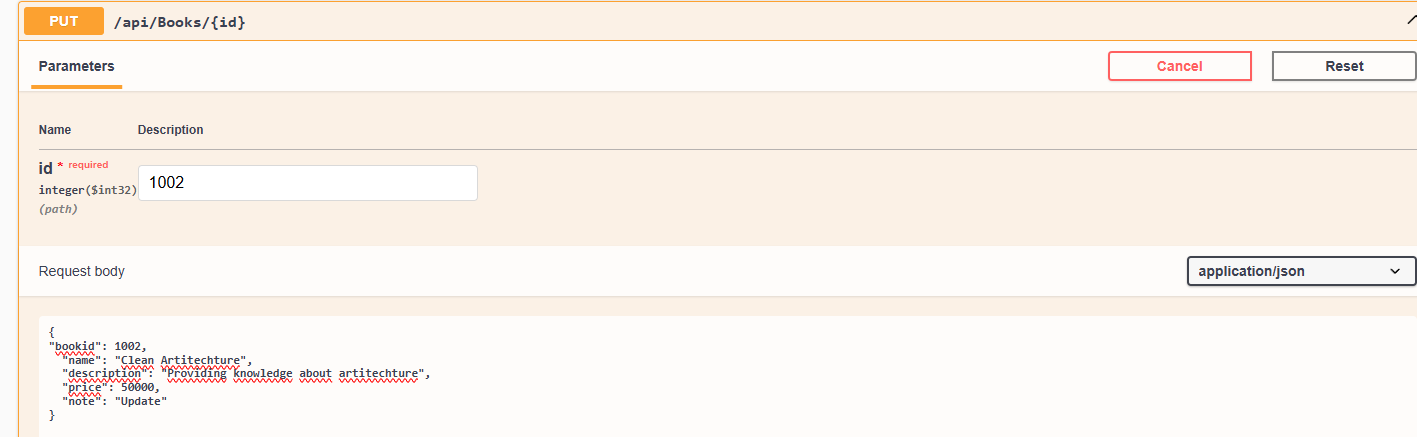 PUT /api/Books/{id}
Parameters Cancel Reset
Name Description
id * required 1002
integer($int32)
(path)
Request body application/json
{
"bookid": 1002,
"name": "Clean Artitechture",
"description": "Providing knowledge about artitechture",
"price": 50000,
"note": "Update"
}